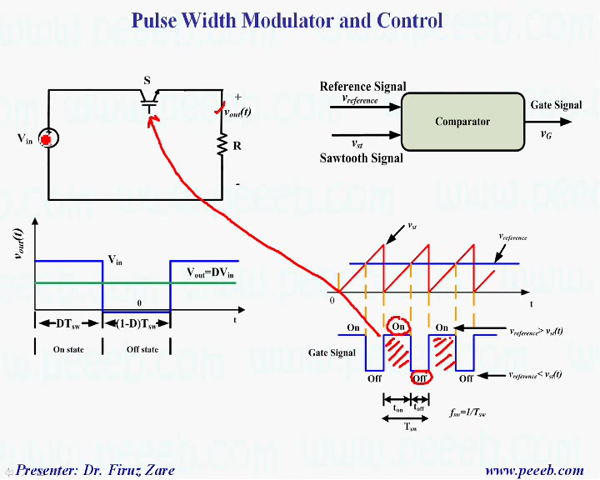 Pulse Width Modulator and Control
S
+
v_out(t)
V_in
R
-
Reference Signal
v_reference
Comparator
Gate Signal
v_G
v_st
Sawtooth Signal
v_out(t)
V_in
V_out=DV_in
0
t
DT_sw
(1-D)T_sw
On state
Off state
v_st
v_reference
0
t
On
On
On
v_reference> v_st(t)
Gate Signal
Off
Off
Off
v_reference< v_st(t)
t_on
t_off
T_sw
f_sw=1/T_sw
Presenter: Dr. Firuz Zare
www.peeeb.com